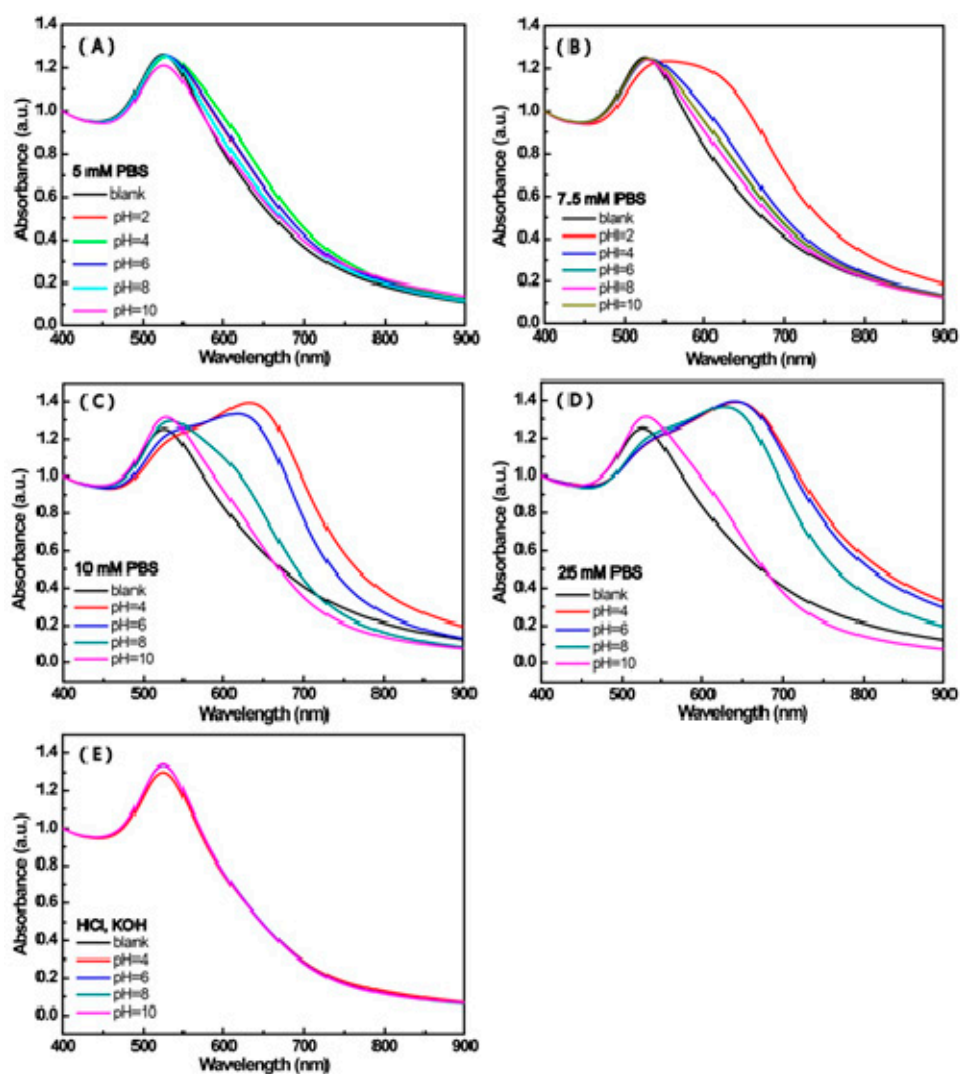 (A)
1.4
1.2
1.0
0.8
0.6
0.4
0.2
0.0
Absorbance (a.u.)
5 mM PBS
blank
pH=2
pH=4
pH=6
pH=8
pH=10
400 500 600 700 800 900
Wavelength (nm)
(B)
1.4
1.2
1.0
0.8
0.6
0.4
0.2
0.0
Absorbance (a.u.)
7.5 mM PBS
blank
pH=2
pH=4
pH=6
pH=8
pH=10
400 500 600 700 800 900
Wavelength (nm)
(C)
1.4
1.2
1.0
0.8
0.6
0.4
0.2
0.0
Absorbance (a.u.)
10 mM PBS
blank
pH=4
pH=6
pH=8
pH=10
400 500 600 700 800 900
Wavelength (nm)
(D)
1.4
1.2
1.0
0.8
0.6
0.4
0.2
0.0
Absorbance (a.u.)
25 mM PBS
blank
pH=4
pH=6
pH=8
pH=10
400 500 600 700 800 900
Wavelength (nm)
(E)
1.4
1.2
1.0
0.8
0.6
0.4
0.2
0.0
Absorbance (a.u.)
HCl, KOH
blank
pH=4
pH=6
pH=8
pH=10
400 500 600 700 800 900
Wavelength (nm)